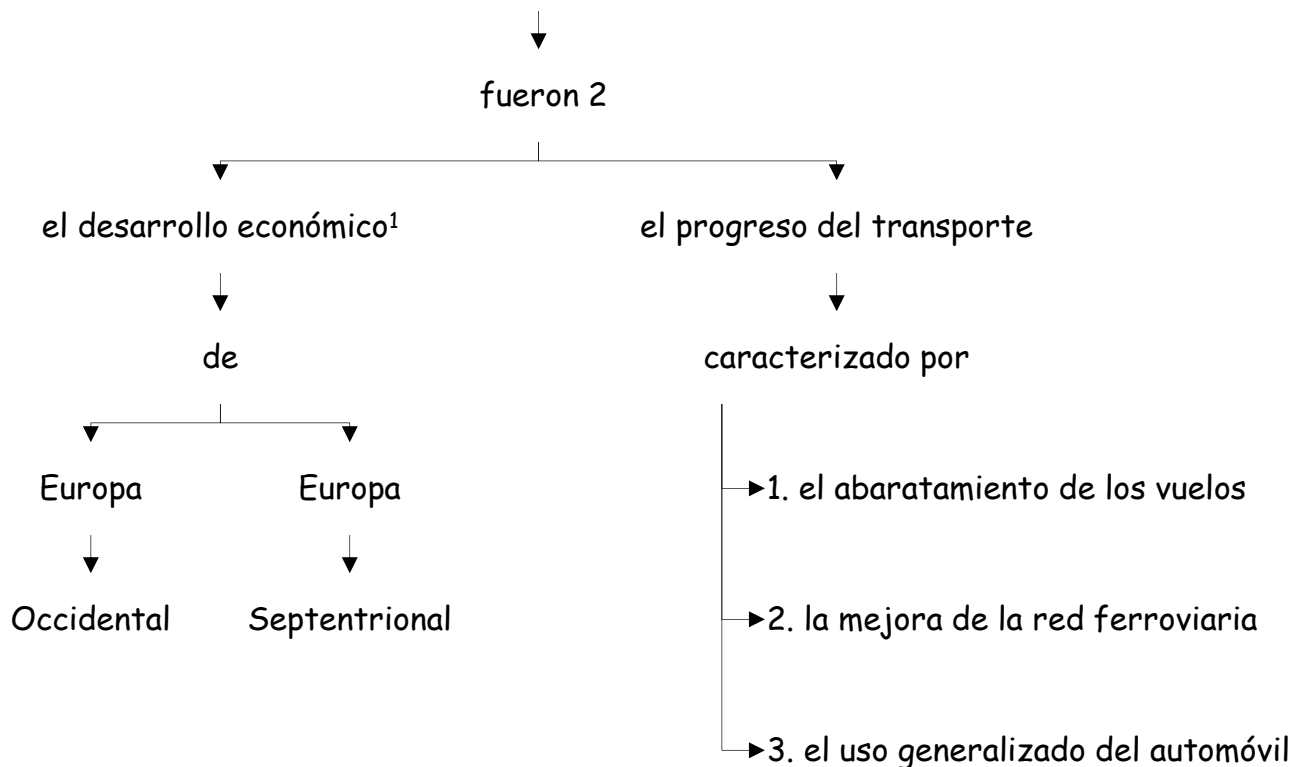 fueron 2
el desarrollo económico¹
el progreso del transporte
de
caracterizado por
Europa
Europa
1. el abaratamiento de los vuelos
Occidental
Septentrional
2. la mejora de la red ferroviaria
3. el uso generalizado del automóvil